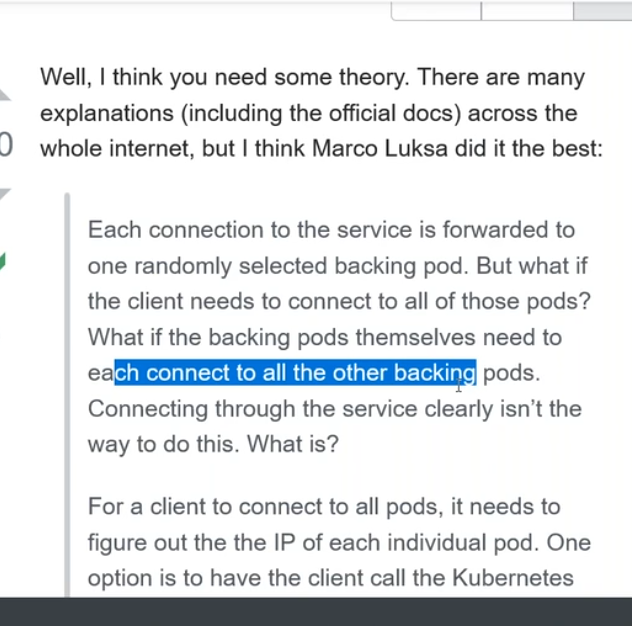 Well, I think you need some theory. There are many
explanations (including the official docs) across the
0
whole internet, but I think Marco Luksa did it the best:
Each connection to the service is forwarded to
one randomly selected backing pod. But what if
the client needs to connect to all of those pods?
What if the backing pods themselves need to
each connect to all the other backing pods.
Connecting through the service clearly isn’t the
way to do this. What is?
For a client to connect to all pods, it needs to
figure out the the IP of each individual pod. One
option is to have the client call the Kubernetes